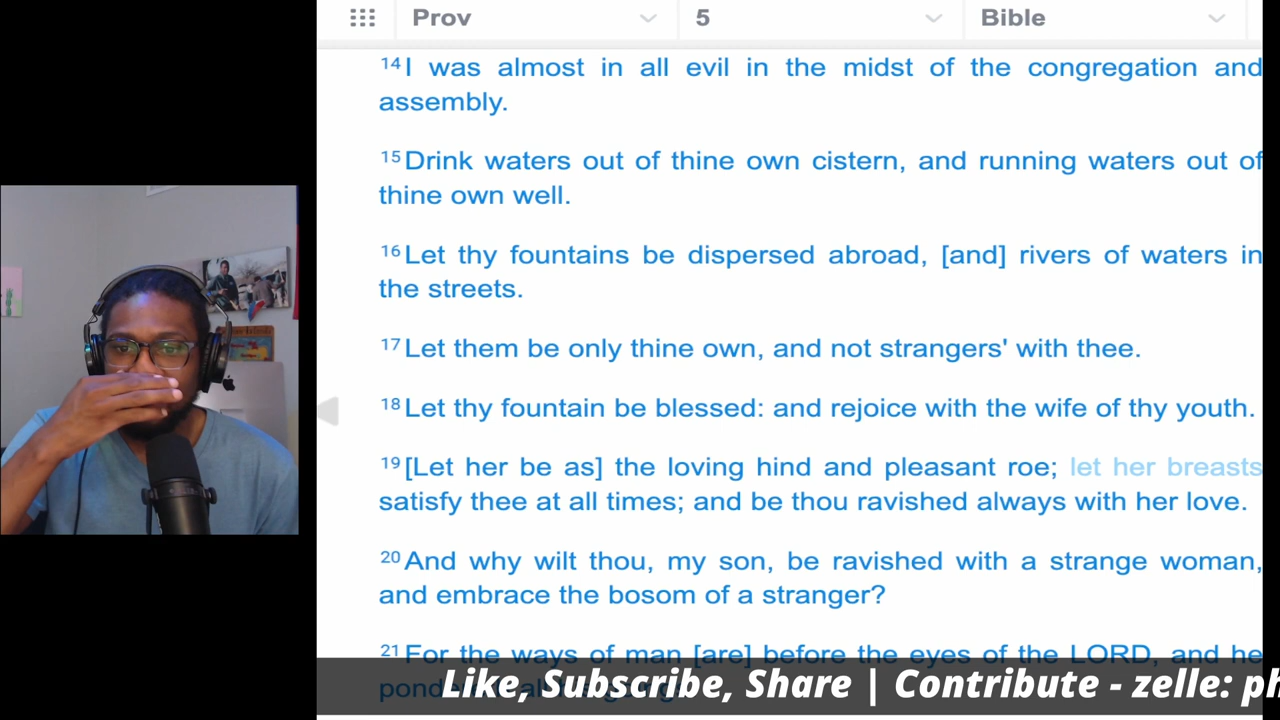 Prov 5 Bible
14 I was almost in all evil in the midst of the congregation and
assembly.
15 Drink waters out of thine own cistern, and running waters out of
thine own well.
16 Let thy fountains be dispersed abroad, [and] rivers of waters in
the streets.
17 Let them be only thine own, and not strangers' with thee.
18 Let thy fountain be blessed: and rejoice with the wife of thy youth.
19 [Let her be as] the loving hind and pleasant roe; let her breasts
satisfy thee at all times; and be thou ravished always with her love.
20 And why wilt thou, my son, be ravished with a strange woman,
and embrace the bosom of a stranger?
21 For the ways of man [are] before the eyes of the LORD, and he
Like, Subscribe, Share | Contribute - zelle: ph